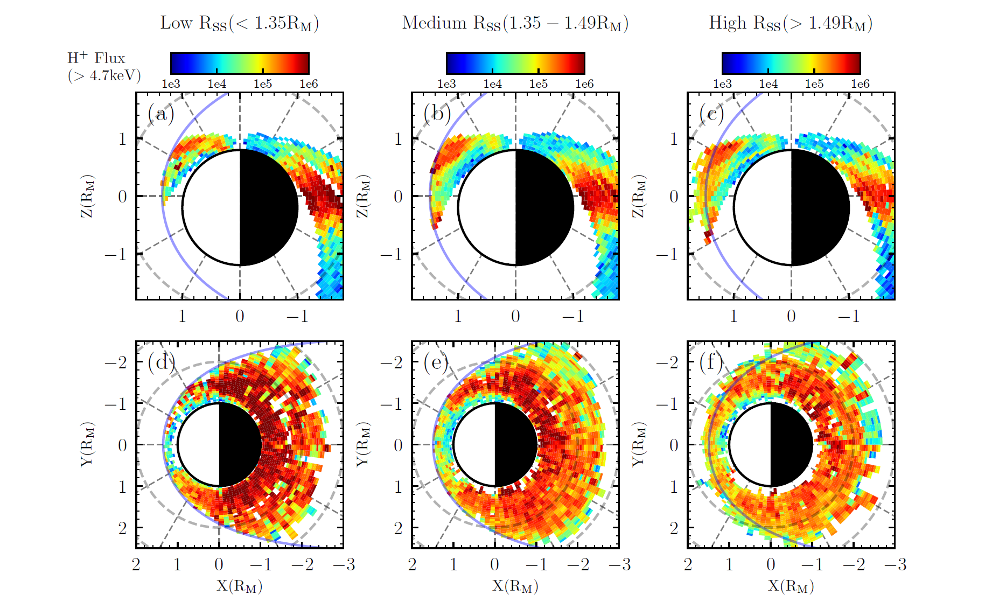 Low R_SS(< 1.35R_M)
Medium R_SS(1.35 − 1.49R_M)
High R_SS(> 1.49R_M)
H⁺ Flux
(> 4.7keV)
1e3 1e4 1e5 1e6
1e3 1e4 1e5 1e6
1e3 1e4 1e5 1e6
(a)
1
0
−1
Z(R_M)
1 0 −1
(b)
1
0
−1
Z(R_M)
1 0 −1
(c)
1
0
−1
Z(R_M)
1 0 −1
(d)
−2
−1
0
1
2
Y(R_M)
2 1 0 −1 −2 −3
X(R_M)
(e)
−2
−1
0
1
2
Y(R_M)
2 1 0 −1 −2 −3
X(R_M)
(f)
−2
−1
0
1
2
Y(R_M)
2 1 0 −1 −2 −3
X(R_M)